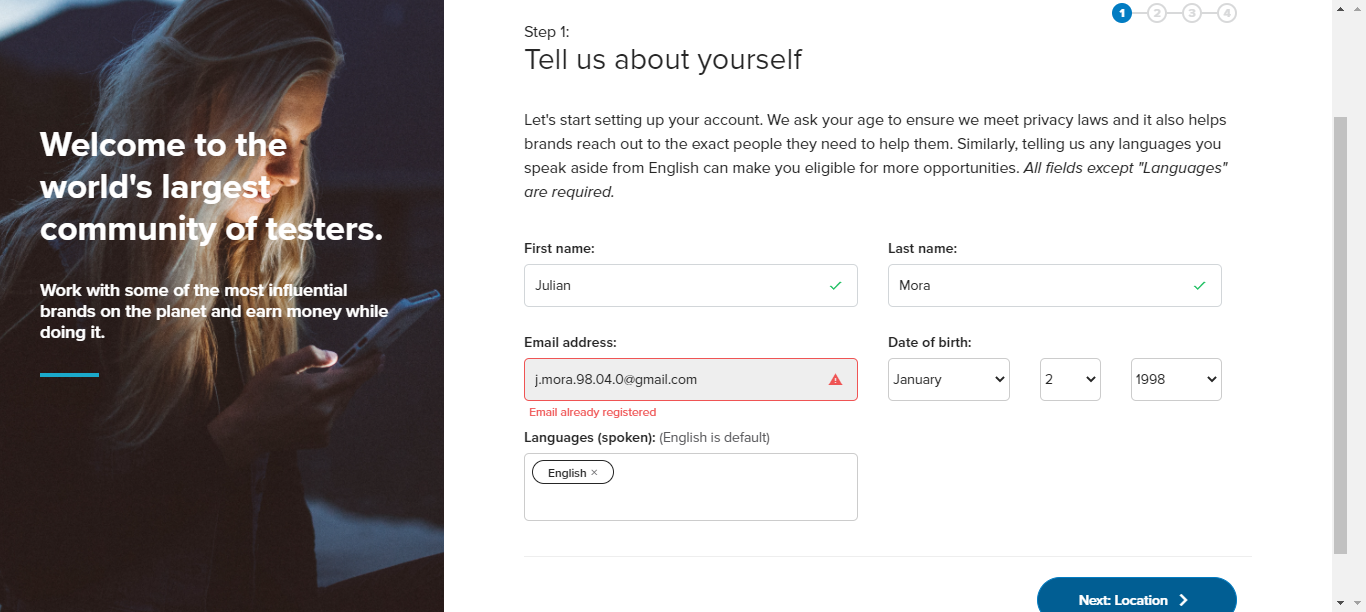 Welcome to the
world's largest
community of testers.
Work with some of the most influential
brands on the planet and earn money while
doing it.
1 2 3 4
Step 1:
Tell us about yourself
Let's start setting up your account. We ask your age to ensure we meet privacy laws and it also helps
brands reach out to the exact people they need to help them. Similarly, telling us any languages you
speak aside from English can make you eligible for more opportunities. All fields except "Languages"
are required.
First name:
Last name:
Julian
Mora
Email address:
Date of birth:
j.mora.98.04.0@gmail.com
January
2
1998
Email already registered
Languages (spoken): (English is default)
English ×
Next: Location